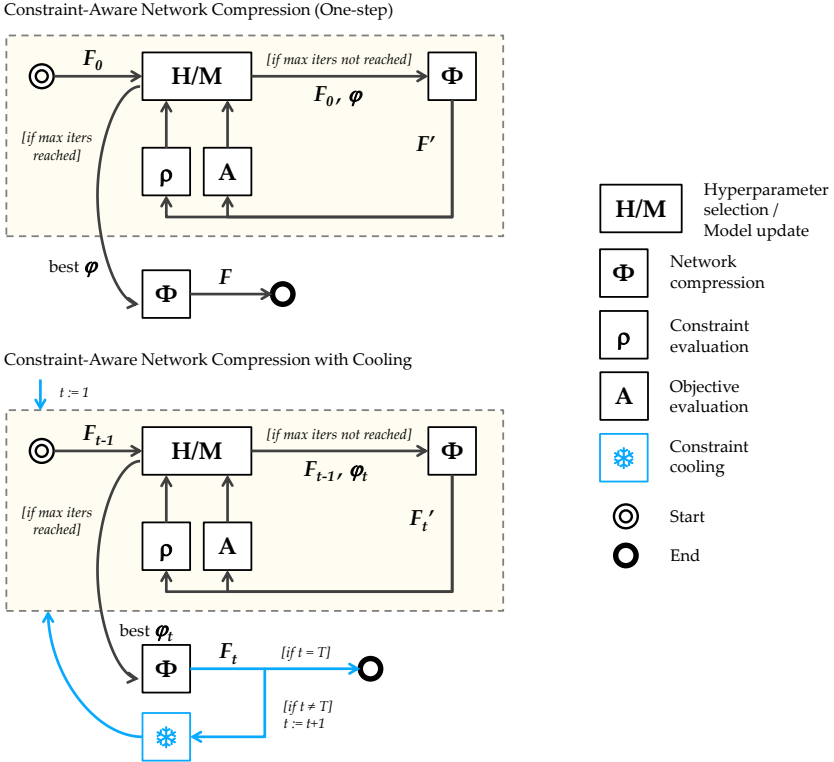 Constraint-Aware Network Compression (One-step)
F₀
H/M
[if max iters not reached]
F₀, φ
Φ
[if max iters
reached]
F′
ρ
A
best φ
Φ
F
H/M
Hyperparameter
selection /
Model update
Φ
Network
compression
ρ
Constraint
evaluation
A
Objective
evaluation
Constraint
cooling
Start
End
Constraint-Aware Network Compression with Cooling
t := 1
Fₜ₋₁
H/M
[if max iters not reached]
Fₜ₋₁, φₜ
Φ
[if max iters
reached]
Fₜ′
ρ
A
best φₜ
Φ
Fₜ
[if t = T]
[if t ≠ T]
t := t+1